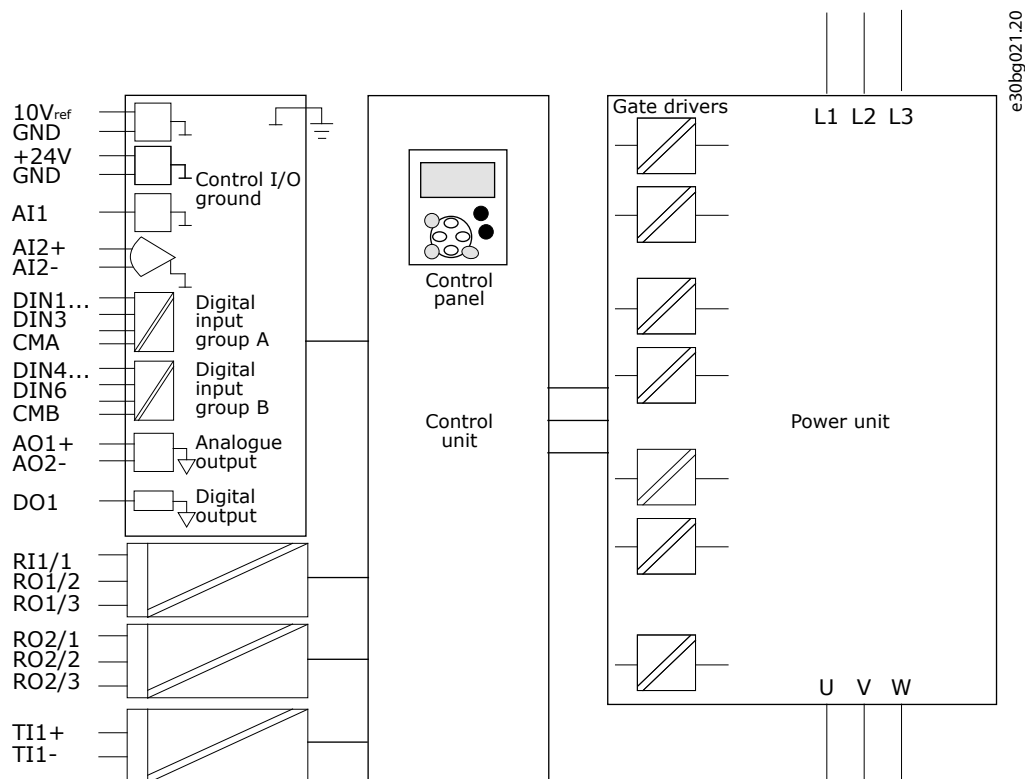 10Vref
GND
+24V
GND
AI1
AI2+
AI2-
DIN1...
DIN3
CMA
DIN4...
DIN6
CMB
AO1+
AO2-
DO1
RI1/1
RO1/2
RO1/3
RO2/1
RO2/2
RO2/3
TI1+
TI1-
Control I/O
ground
Digital
input
group A
Digital
input
group B
Analogue
output
Digital
output
Control
panel
Control
unit
Gate drivers
L1 L2 L3
Power unit
U V W
e30bg021.20